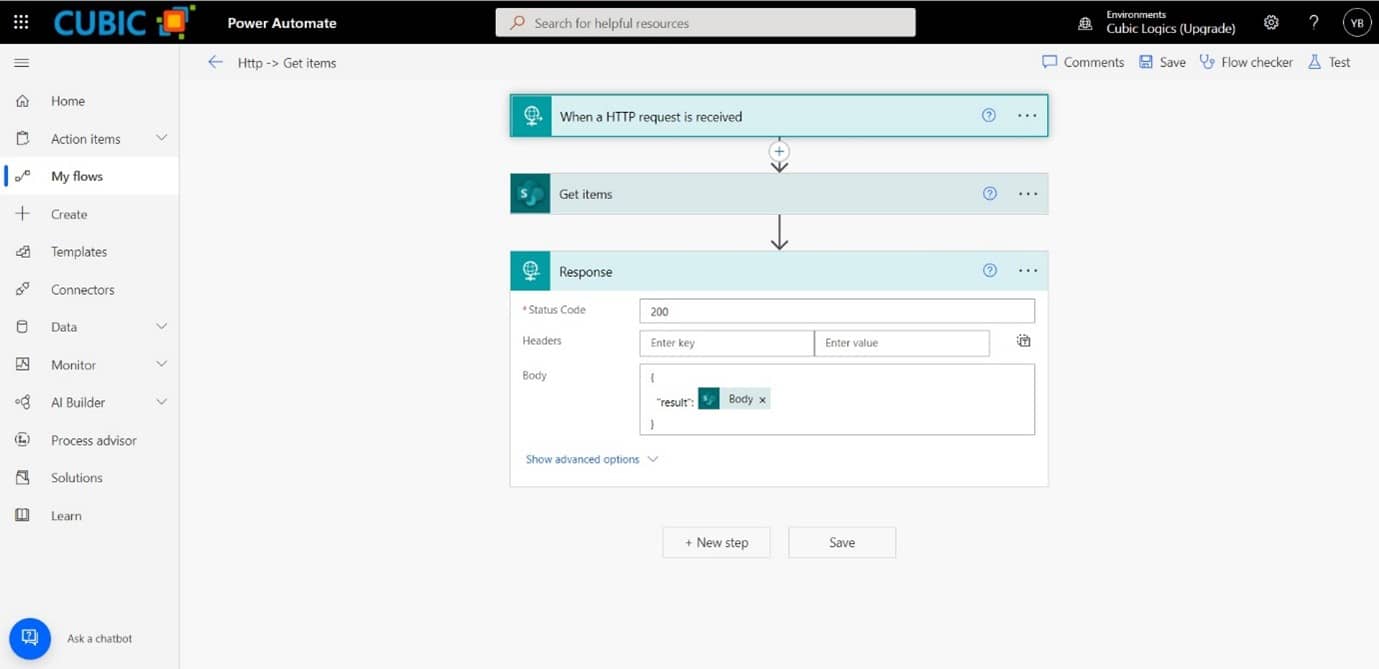 CUBIC
Power Automate
Search for helpful resources
Environments
Cubic Logics (Upgrade)
?
YB
Http -> Get items
Comments
Save
Flow checker
Test
Home
Action items
My flows
Create
Templates
Connectors
Data
Monitor
AI Builder
Process advisor
Solutions
Learn
Ask a chatbot
When a HTTP request is received
Get items
Response
*Status Code
200
Headers
Enter key
Enter value
Body
{
"result": Body ×
}
Show advanced options
+ New step
Save